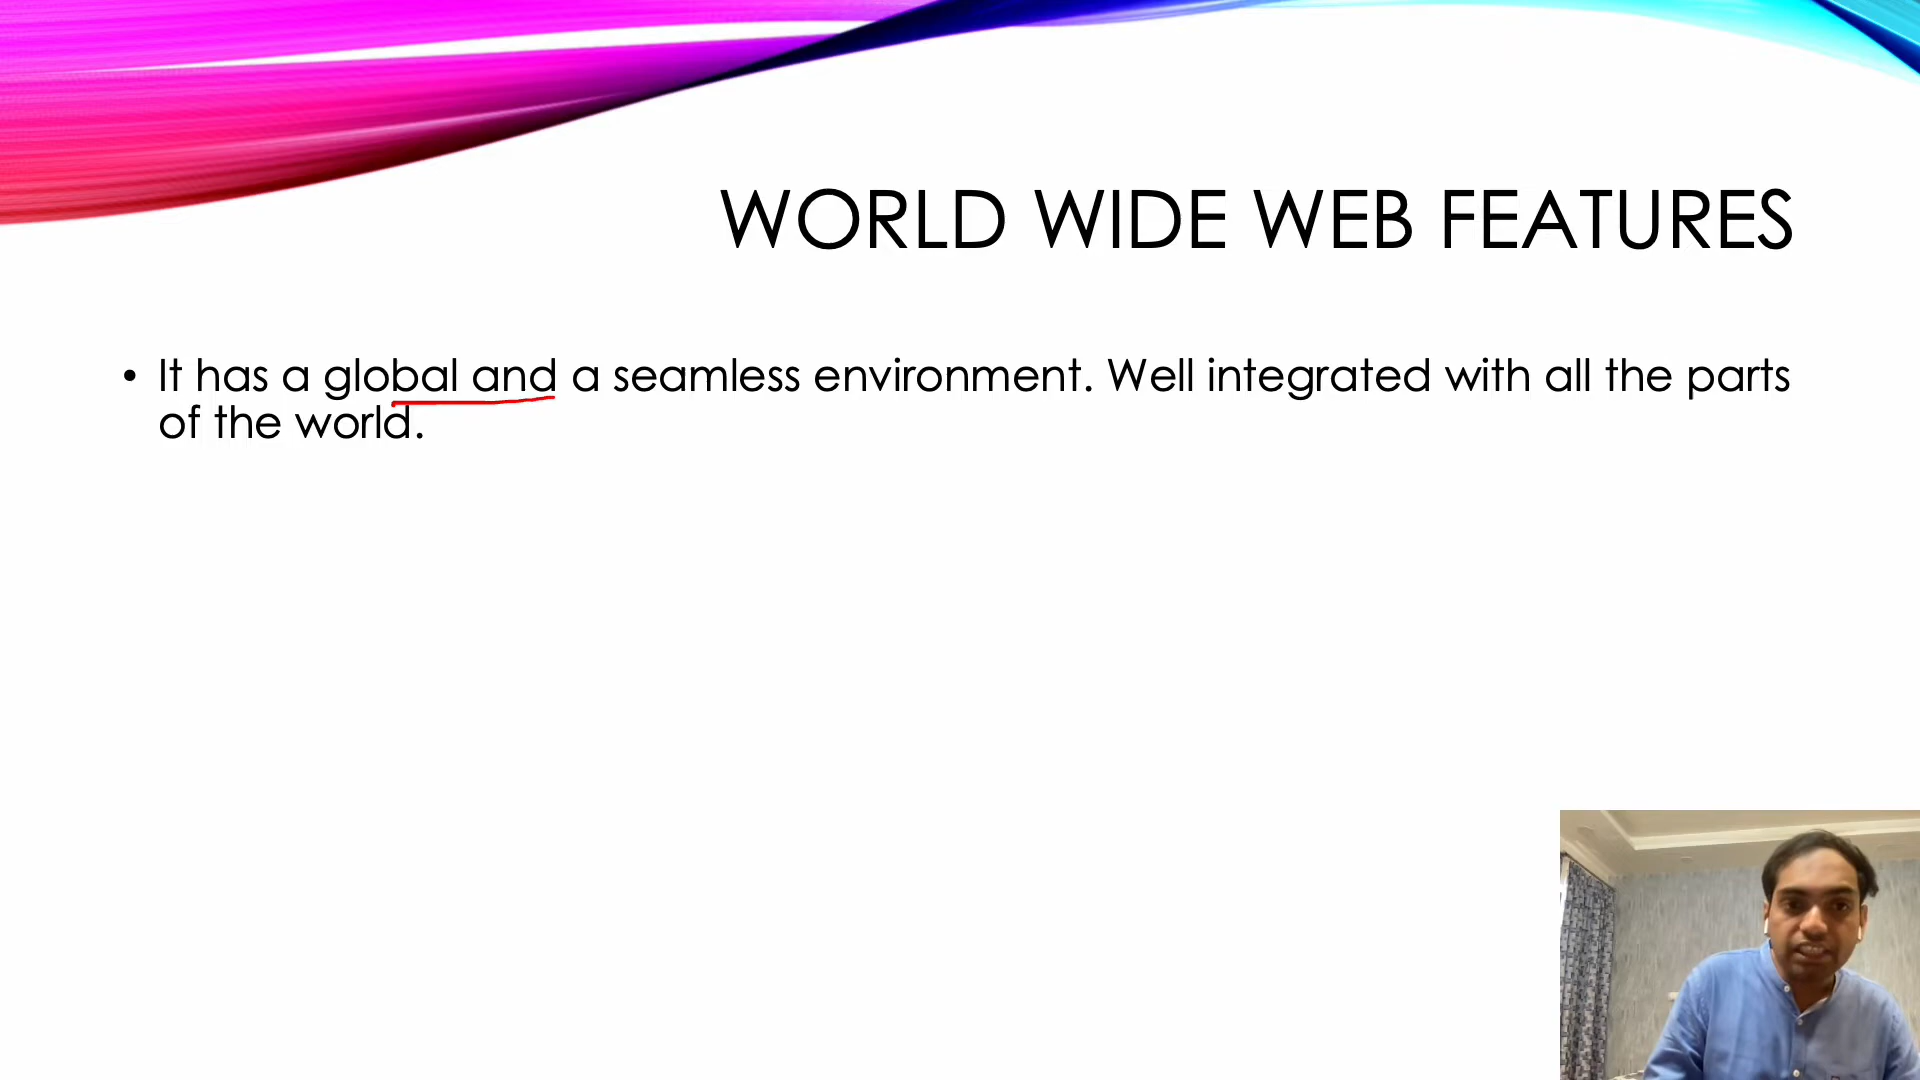 WORLD WIDE WEB FEATURES
• It has a global and a seamless environment. Well integrated with all the parts
of the world.